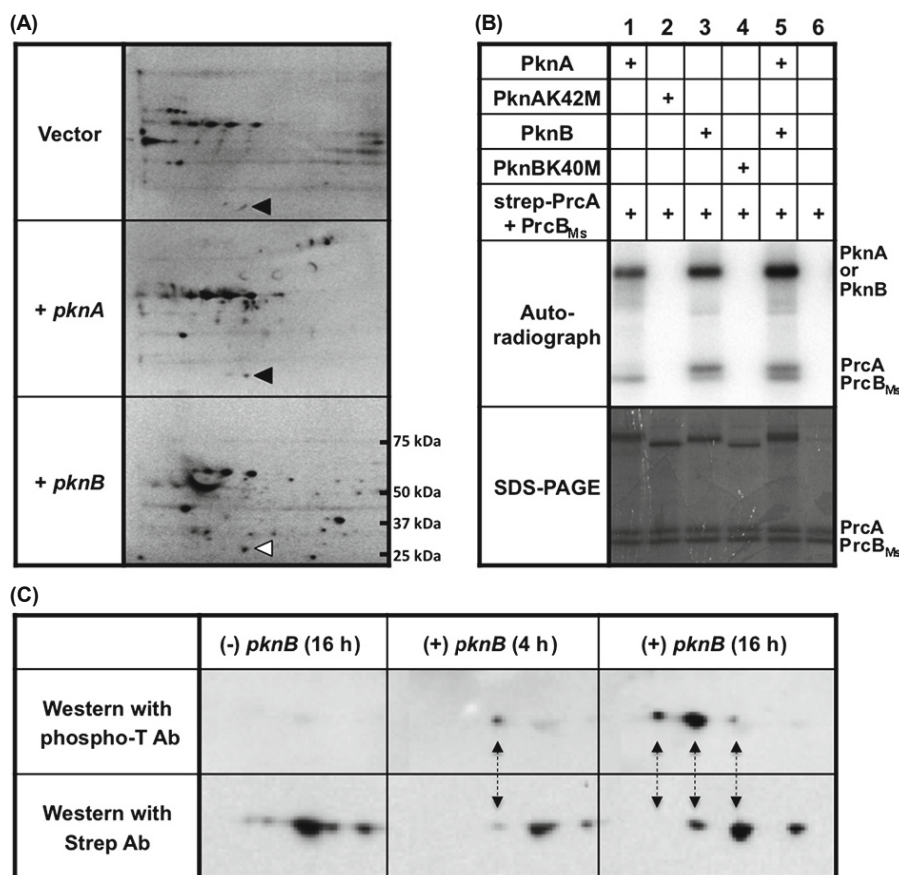 (A)
Vector
+ pknA
+ pknB
75 kDa
50 kDa
37 kDa
25 kDa
(B)
1 2 3 4 5 6
PknA + +
PknAK42M +
PknB + +
PknBK40M +
strep-PrcA
+ PrcBMs + + + + + +
Auto-
radiograph
PknA
or
PknB
PrcA
PrcBMs
SDS-PAGE
PrcA
PrcBMs
(C)
(-) pknB (16 h) (+) pknB (4 h) (+) pknB (16 h)
Western with
phospho-T Ab
Western with
Strep Ab